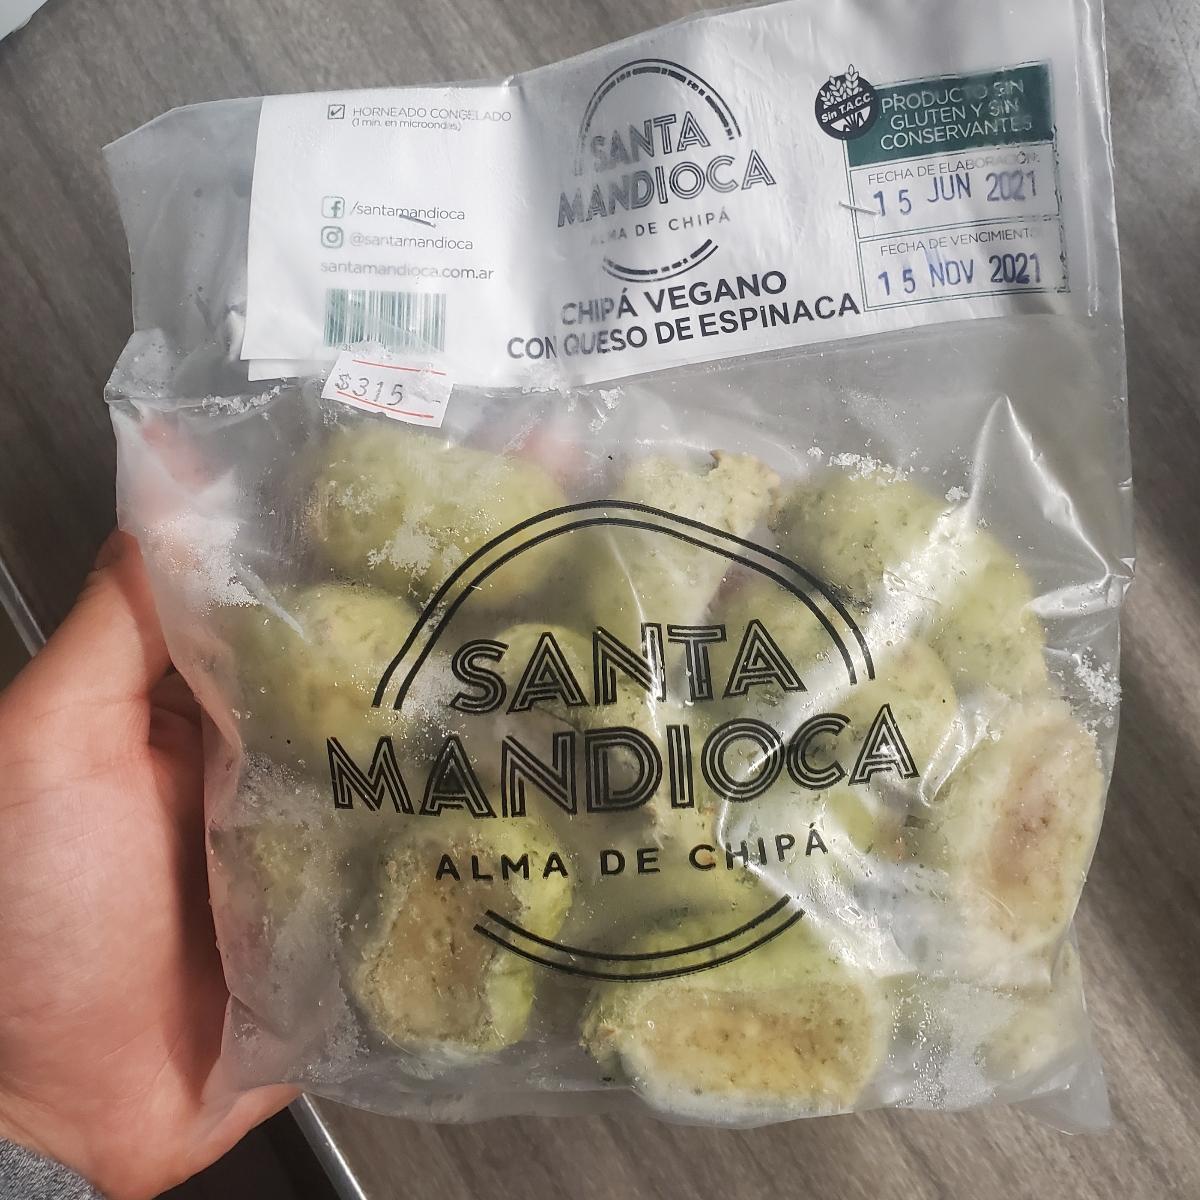 HORNEADO CONGELADO
(1 min. en microondas)
/santamandioca
@santamandioca
santamandioca.com.ar
$315
SANTA
MANDIOCA
ALMA DE CHIPÁ
CHIPÁ VEGANO
CON QUESO DE ESPINACA
Sin T.A.C.C.
PRODUCTO SIN
GLUTEN Y SIN
CONSERVANTES
FECHA DE ELABORACIÓN:
15 JUN 2021
FECHA DE VENCIMIENTO:
15 NOV 2021
SANTA
MANDIOCA
ALMA DE CHIPÁ